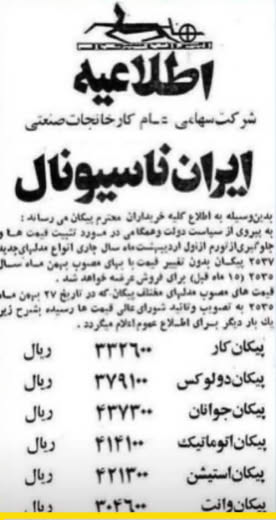 اطلاعیه
شرکت سهامی عام کارخانجات صنعتی
ایران ناسیونال
بدین‌وسیله به اطلاع کلیه خریداران محترم پیکان می رساند :
به پیروی از سیاست دولت و همگامی در مورد تثبیت قیمت ها و
جلوگیری از تورم از اول اردیبهشت ماه سال جاری انواع مدلهای جدید
۲۵۳۷ پیکان بدون تغییر قیمت با بهای مصوب بهمن ماه سال
۲۵۳۵ (۱۵ ماه قبل) برای فروش عرضه خواهد شد .
قیمت های مصوب مدلهای مختلف پیکان که در تاریخ ۲۷ بهمن ماه
۲۵۳۵ به تصویب و تائید شورای عالی قیمت ها رسیده بشرح زیر
یک بار دیگر برای اطلاع عموم اعلام میگردد .
پیکان کار ۳۳۲۶۰۰ ریال
پیکان دولوکس ۳۷۹۱۰۰ ریال
پیکان جوانان ۴۳۷۳۰۰ ریال
پیکان اتوماتیک ۴۱۴۱۰۰ ریال
پیکان استیشن ۴۲۱۳۰۰ ریال
پیکان وانت ۳۰۴۶۰۰ ریال